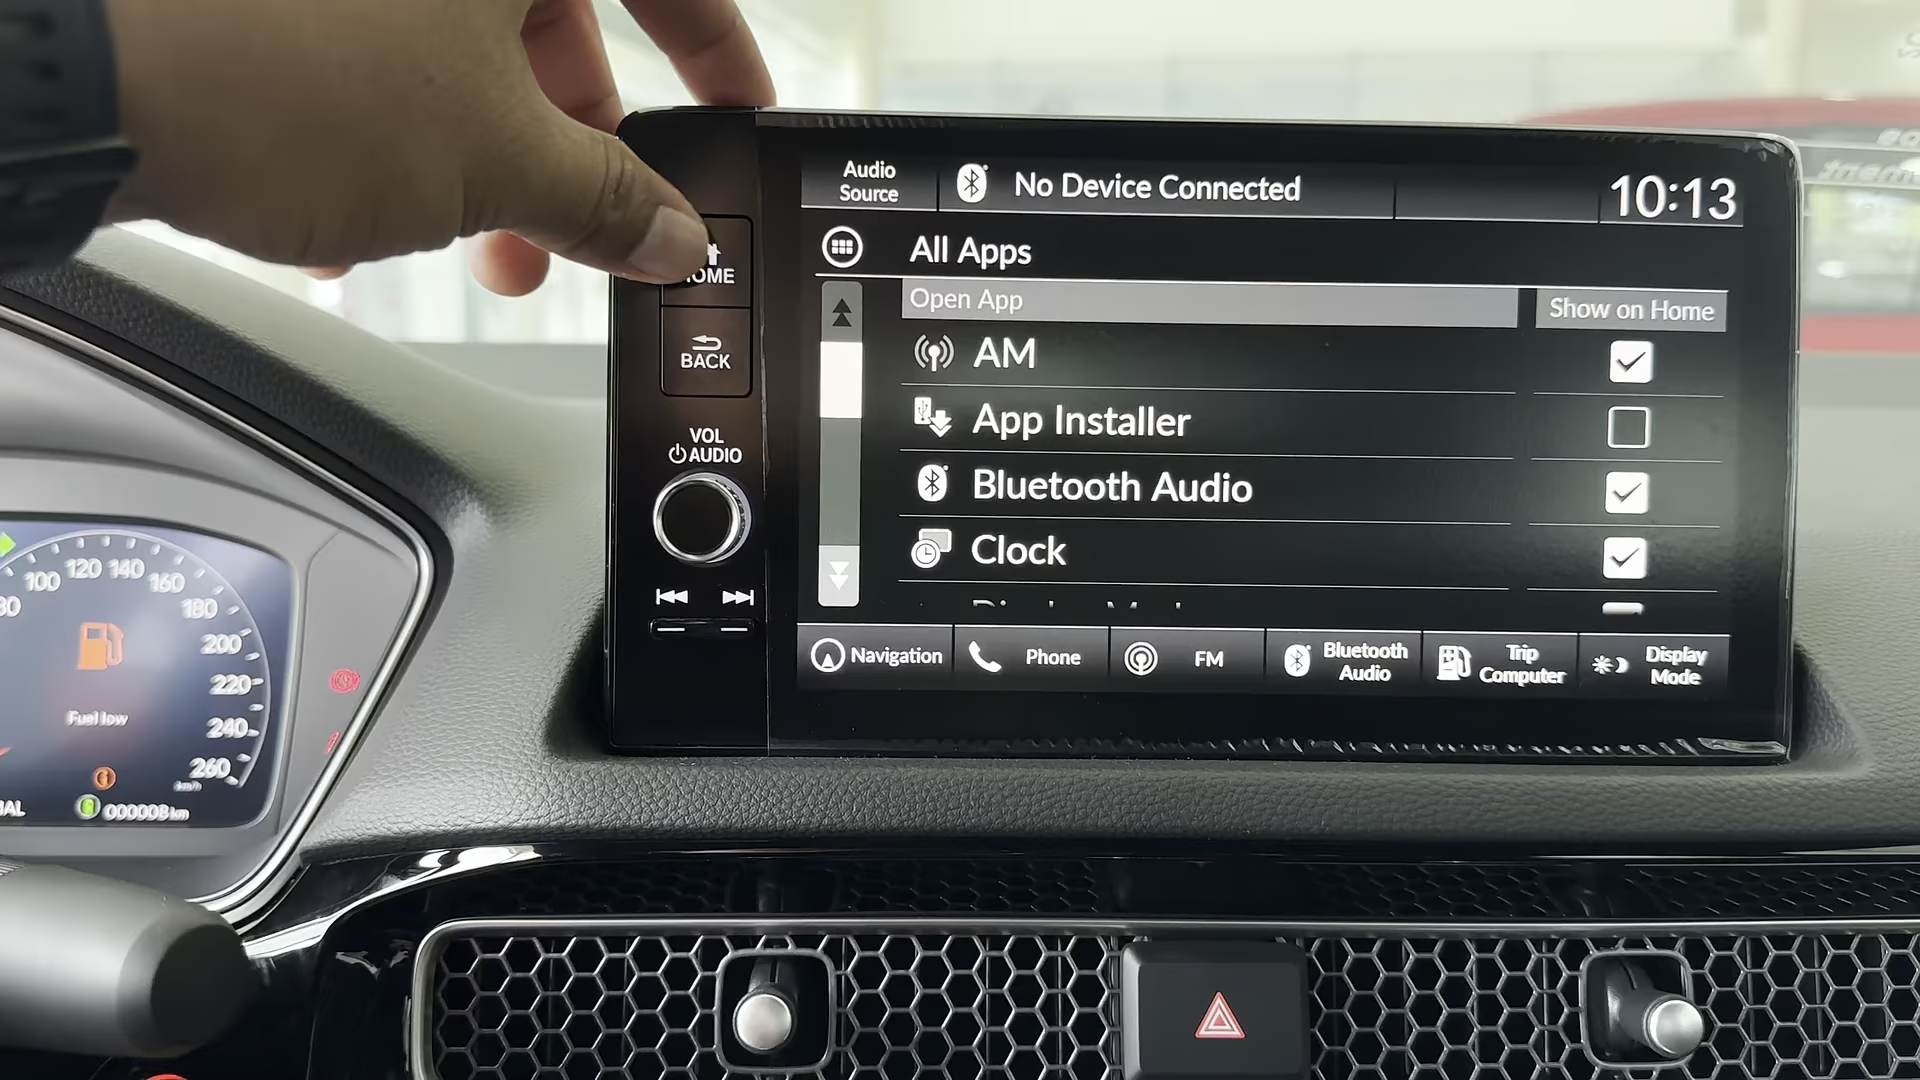 Audio
Source
No Device Connected
10:13
All Apps
Open App
Show on Home
AM
App Installer
Bluetooth Audio
Clock
Navigation
Phone
FM
Bluetooth
Audio
Trip
Computer
Display
Mode
BACK
VOL
AUDIO
100
120
140
160
180
200
220
240
260
km/h
Fuel low
000008 km